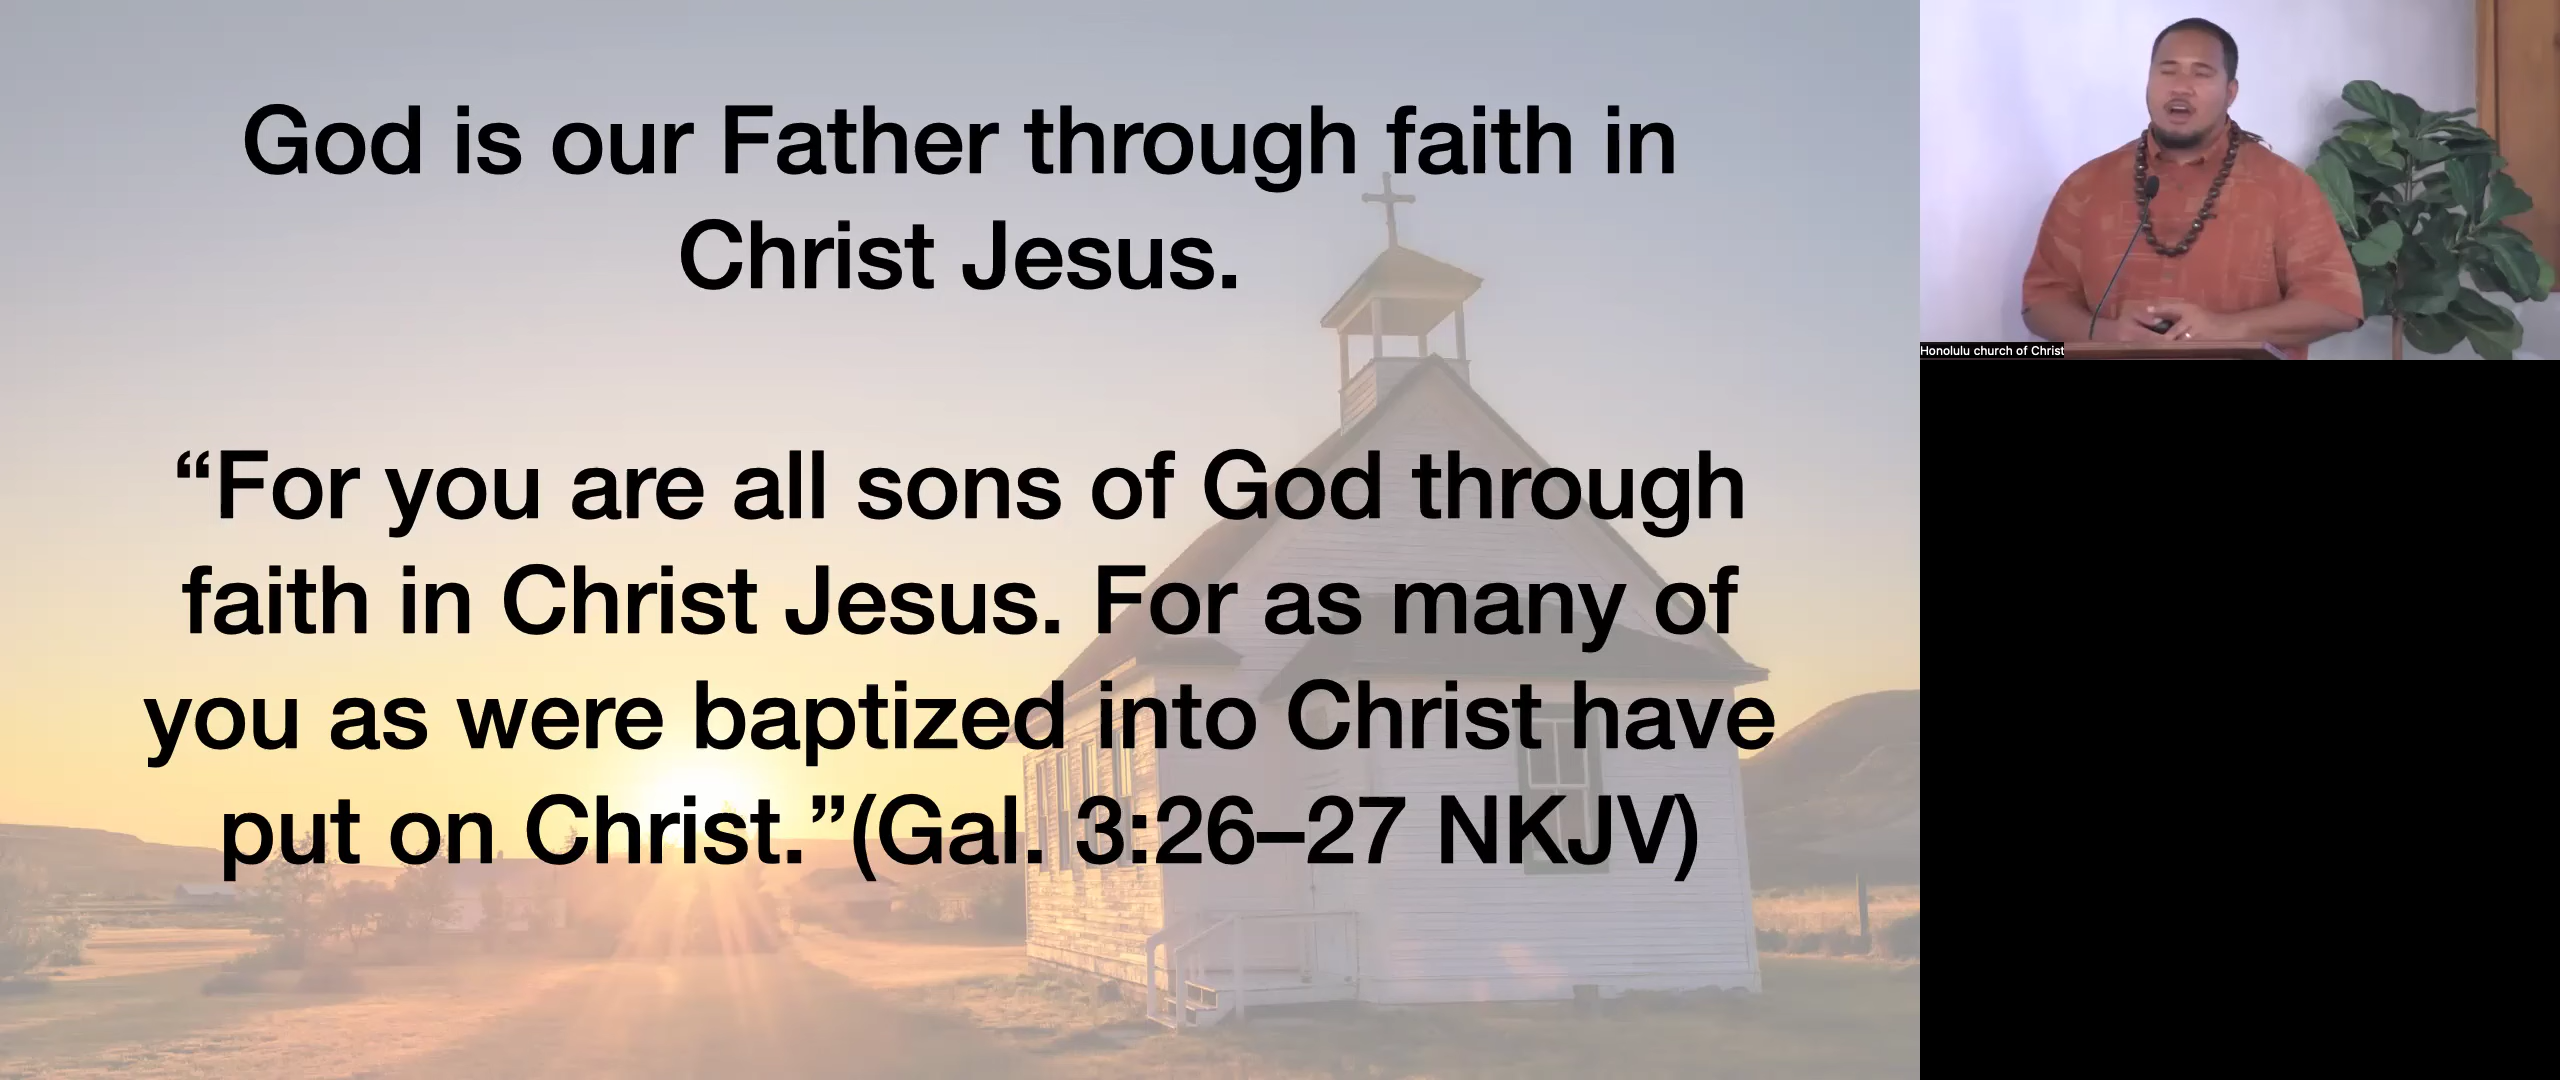 God is our Father through faith in
Christ Jesus.
“For you are all sons of God through
faith in Christ Jesus. For as many of
you as were baptized into Christ have
put on Christ.”(Gal. 3:26–27 NKJV)
Honolulu church of Christ